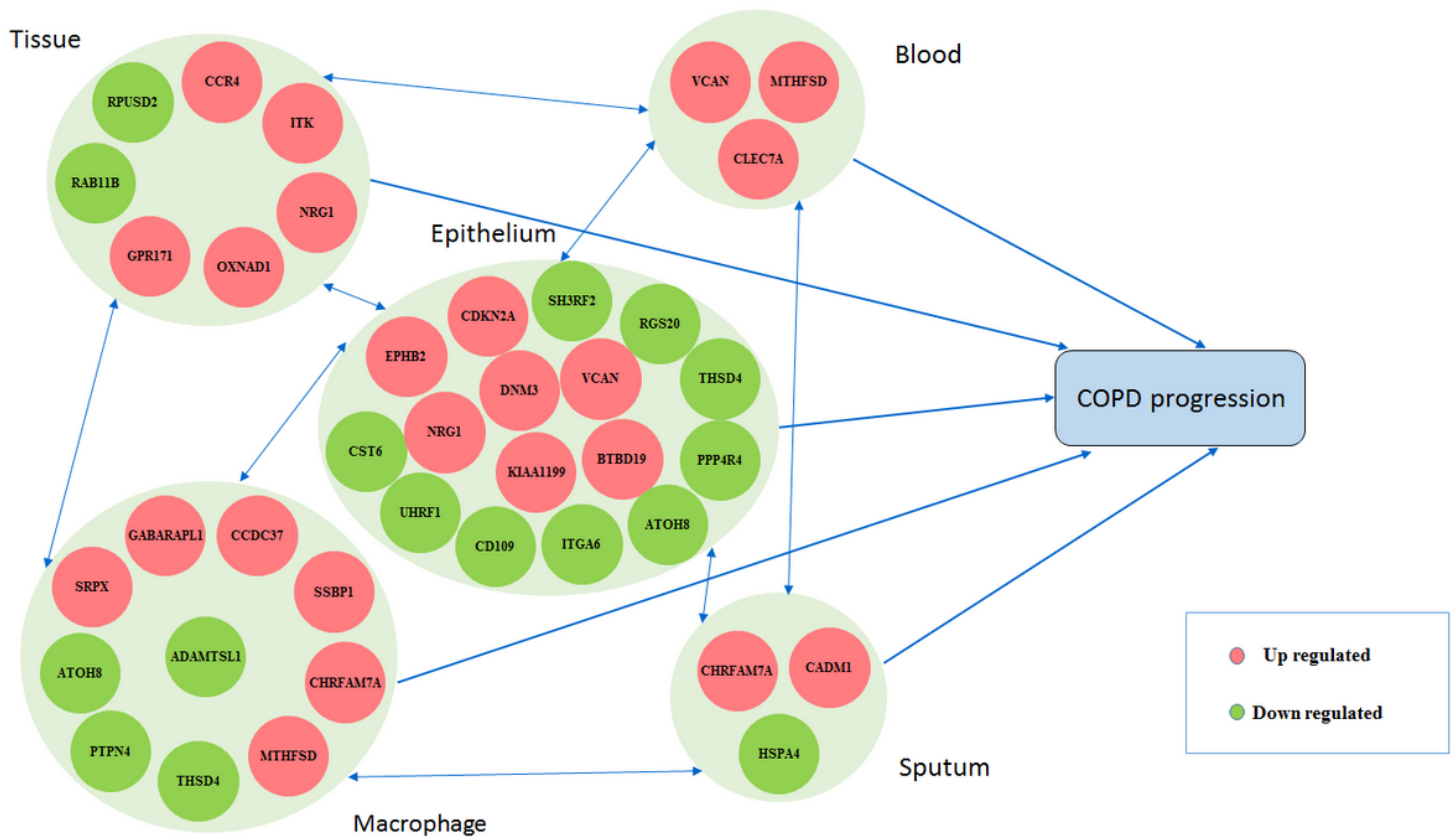 Tissue
RPUSD2
CCR4
ITK
RAB11B
NRG1
GPR171
OXNAD1
Blood
VCAN
MTHFSD
CLEC7A
Epithelium
CDKN2A
SH3RF2
RGS20
EPHB2
DNM3
VCAN
THSD4
NRG1
CST6
KIAA1199
BTBD19
PPP4R4
UHRF1
CD109
ITGA6
ATOH8
COPD progression
GABARAPL1
CCDC37
SRPX
SSBP1
ADAMTSL1
ATOH8
CHRFAM7A
PTPN4
THSD4
MTHFSD
Macrophage
CHRFAM7A
CADM1
HSPA4
Sputum
Up regulated
Down regulated